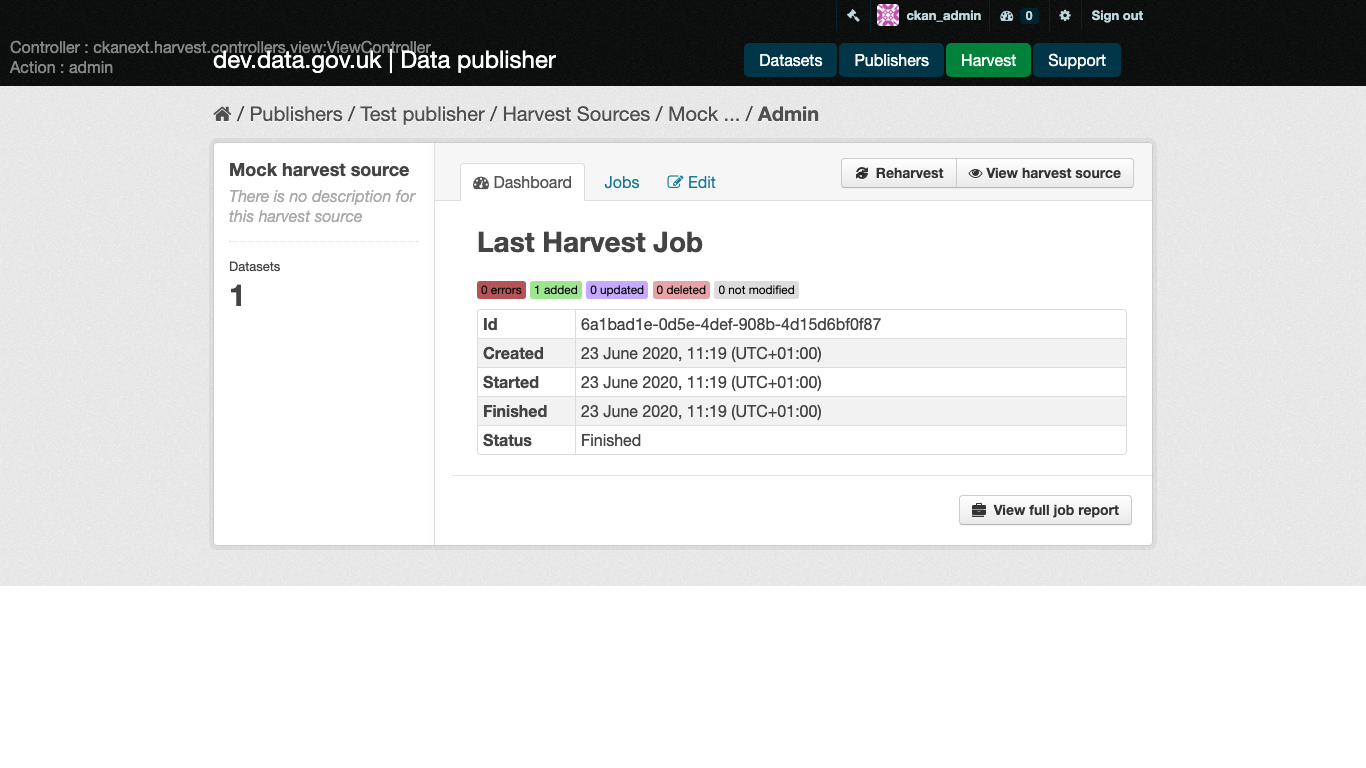 ckan_admin 0 Sign out
Controller : ckanext.harvest.controllers.view:ViewController
Action : admin
dev.data.gov.uk | Data publisher
Datasets Publishers Harvest Support
/ Publishers / Test publisher / Harvest Sources / Mock ... / Admin
Mock harvest source
There is no description for
this harvest source
Datasets
1
Dashboard Jobs Edit
Reharvest View harvest source
Last Harvest Job
0 errors 1 added 0 updated 0 deleted 0 not modified
Id 6a1bad1e-0d5e-4def-908b-4d15d6bf0f87
Created 23 June 2020, 11:19 (UTC+01:00)
Started 23 June 2020, 11:19 (UTC+01:00)
Finished 23 June 2020, 11:19 (UTC+01:00)
Status Finished
View full job report